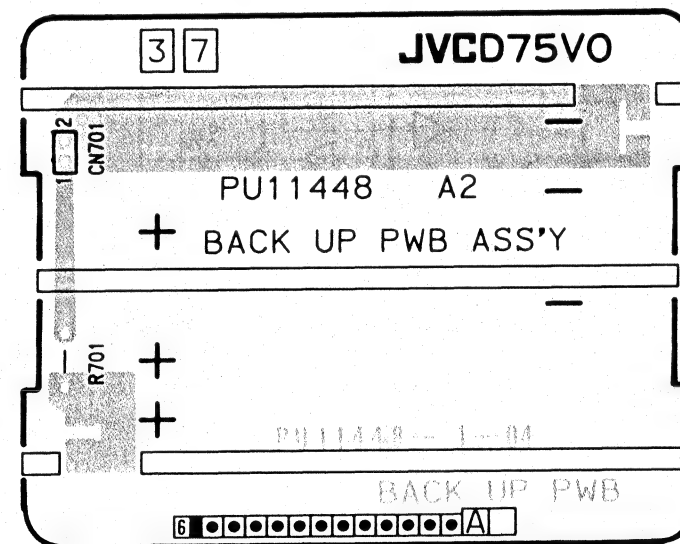 3 7 JVCD75VO
2
CN701
1
PU11448 A2
BACK UP PWB ASS'Y
R701
PU11448-1-04
BACK UP PWB
6 A